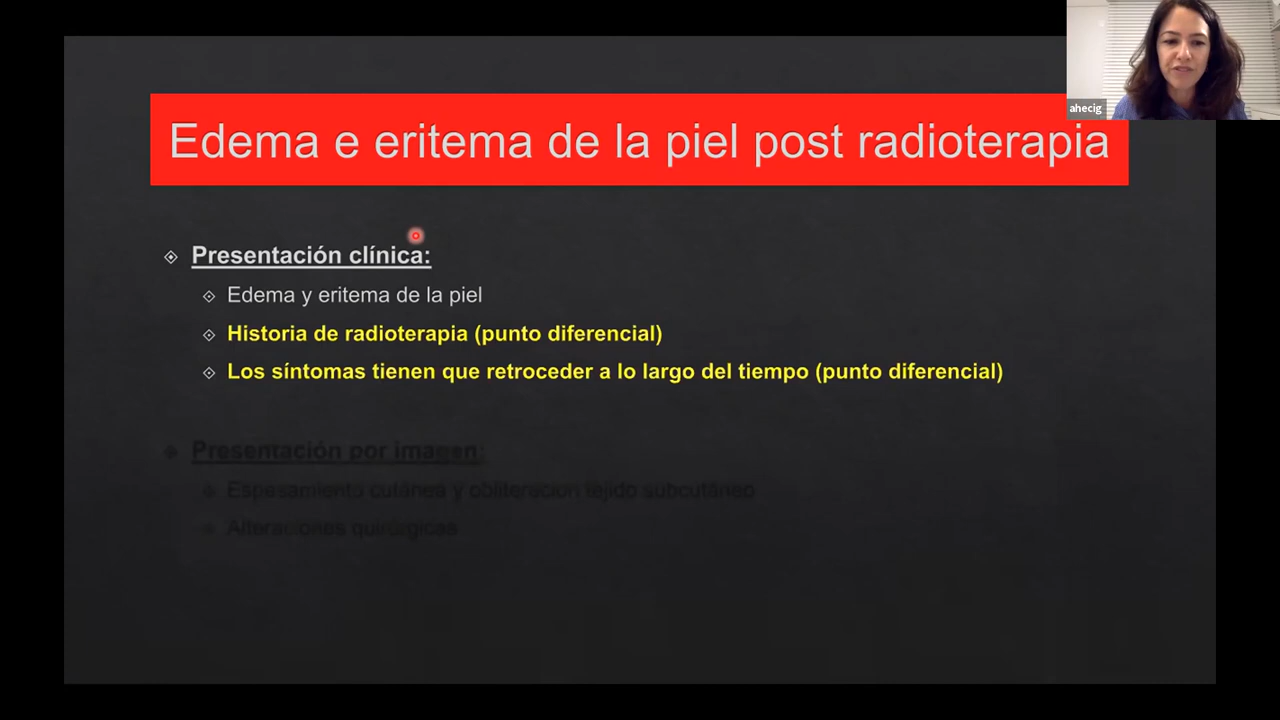 ahecig
Edema e eritema de la piel post radioterapia
Presentación clínica:
Edema y eritema de la piel
Historia de radioterapia (punto diferencial)
Los síntomas tienen que retroceder a lo largo del tiempo (punto diferencial)
Presentación por imagen:
Espesamiento cutánea y obliteración tejido subcutáneo
Alteraciones quirúrgicas